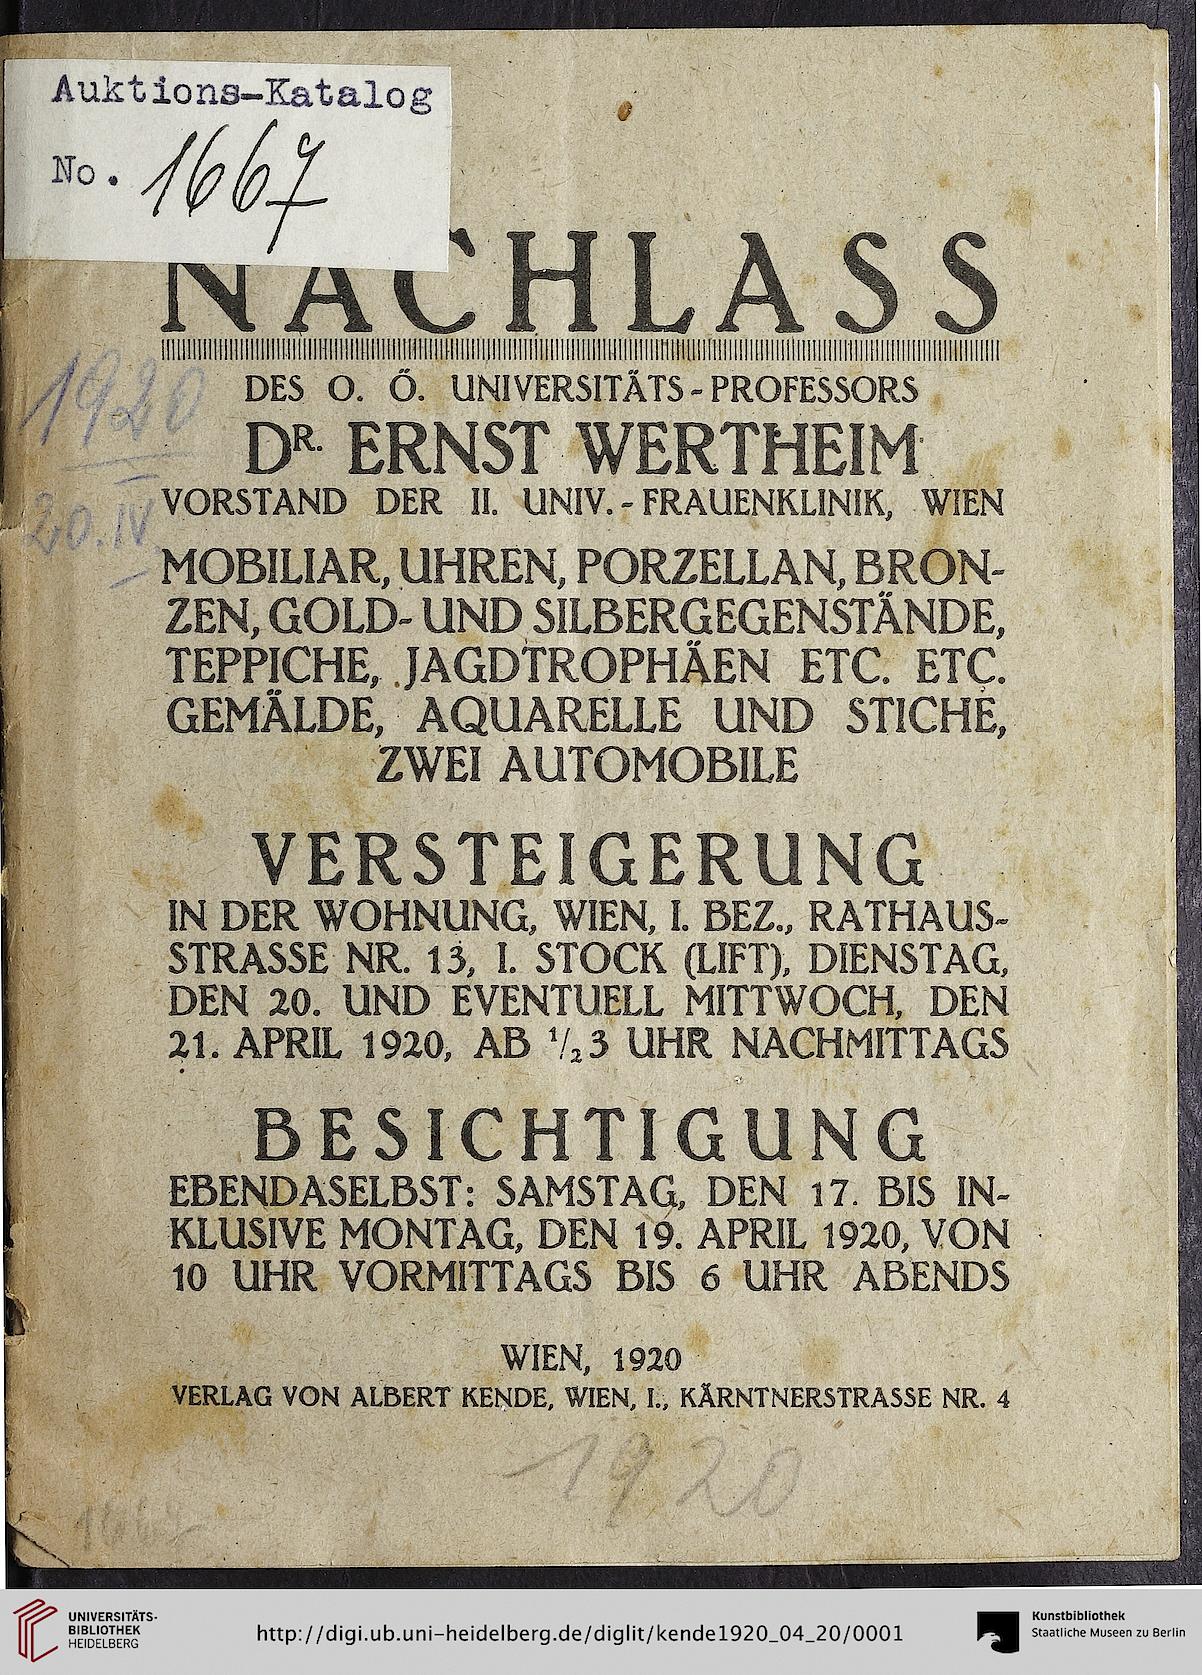 Auktions-Katalog
No. 1667
NACHLASS
DES O. Ö. UNIVERSITÄTS-PROFESSORS
DR. ERNST WERTHEIM
VORSTAND DER II. UNIV.-FRAUENKLINIK, WIEN
1920
20. IV
MOBILIAR, UHREN, PORZELLAN, BRON-
ZEN, GOLD- UND SILBERGEGENSTÄNDE,
TEPPICHE, JAGDTROPHÄEN ETC. ETC.
GEMÄLDE, AQUARELLE UND STICHE,
ZWEI AUTOMOBILE
VERSTEIGERUNG
IN DER WOHNUNG, WIEN, I. BEZ., RATHAUS-
STRASSE NR. 13, I. STOCK (LIFT), DIENSTAG,
DEN 20. UND EVENTUELL MITTWOCH, DEN
21. APRIL 1920, AB 1/2 3 UHR NACHMITTAGS
BESICHTIGUNG
EBENDASELBST: SAMSTAG, DEN 17. BIS IN-
KLUSIVE MONTAG, DEN 19. APRIL 1920, VON
10 UHR VORMITTAGS BIS 6 UHR ABENDS
WIEN, 1920
VERLAG VON ALBERT KENDE, WIEN, I., KÄRNTNERSTRASSE NR. 4
1920
UNIVERSITÄTS-
BIBLIOTHEK
HEIDELBERG
http://digi.ub.uni-heidelberg.de/diglit/kende1920_04_20/0001
Kunstbibliothek
Staatliche Museen zu Berlin